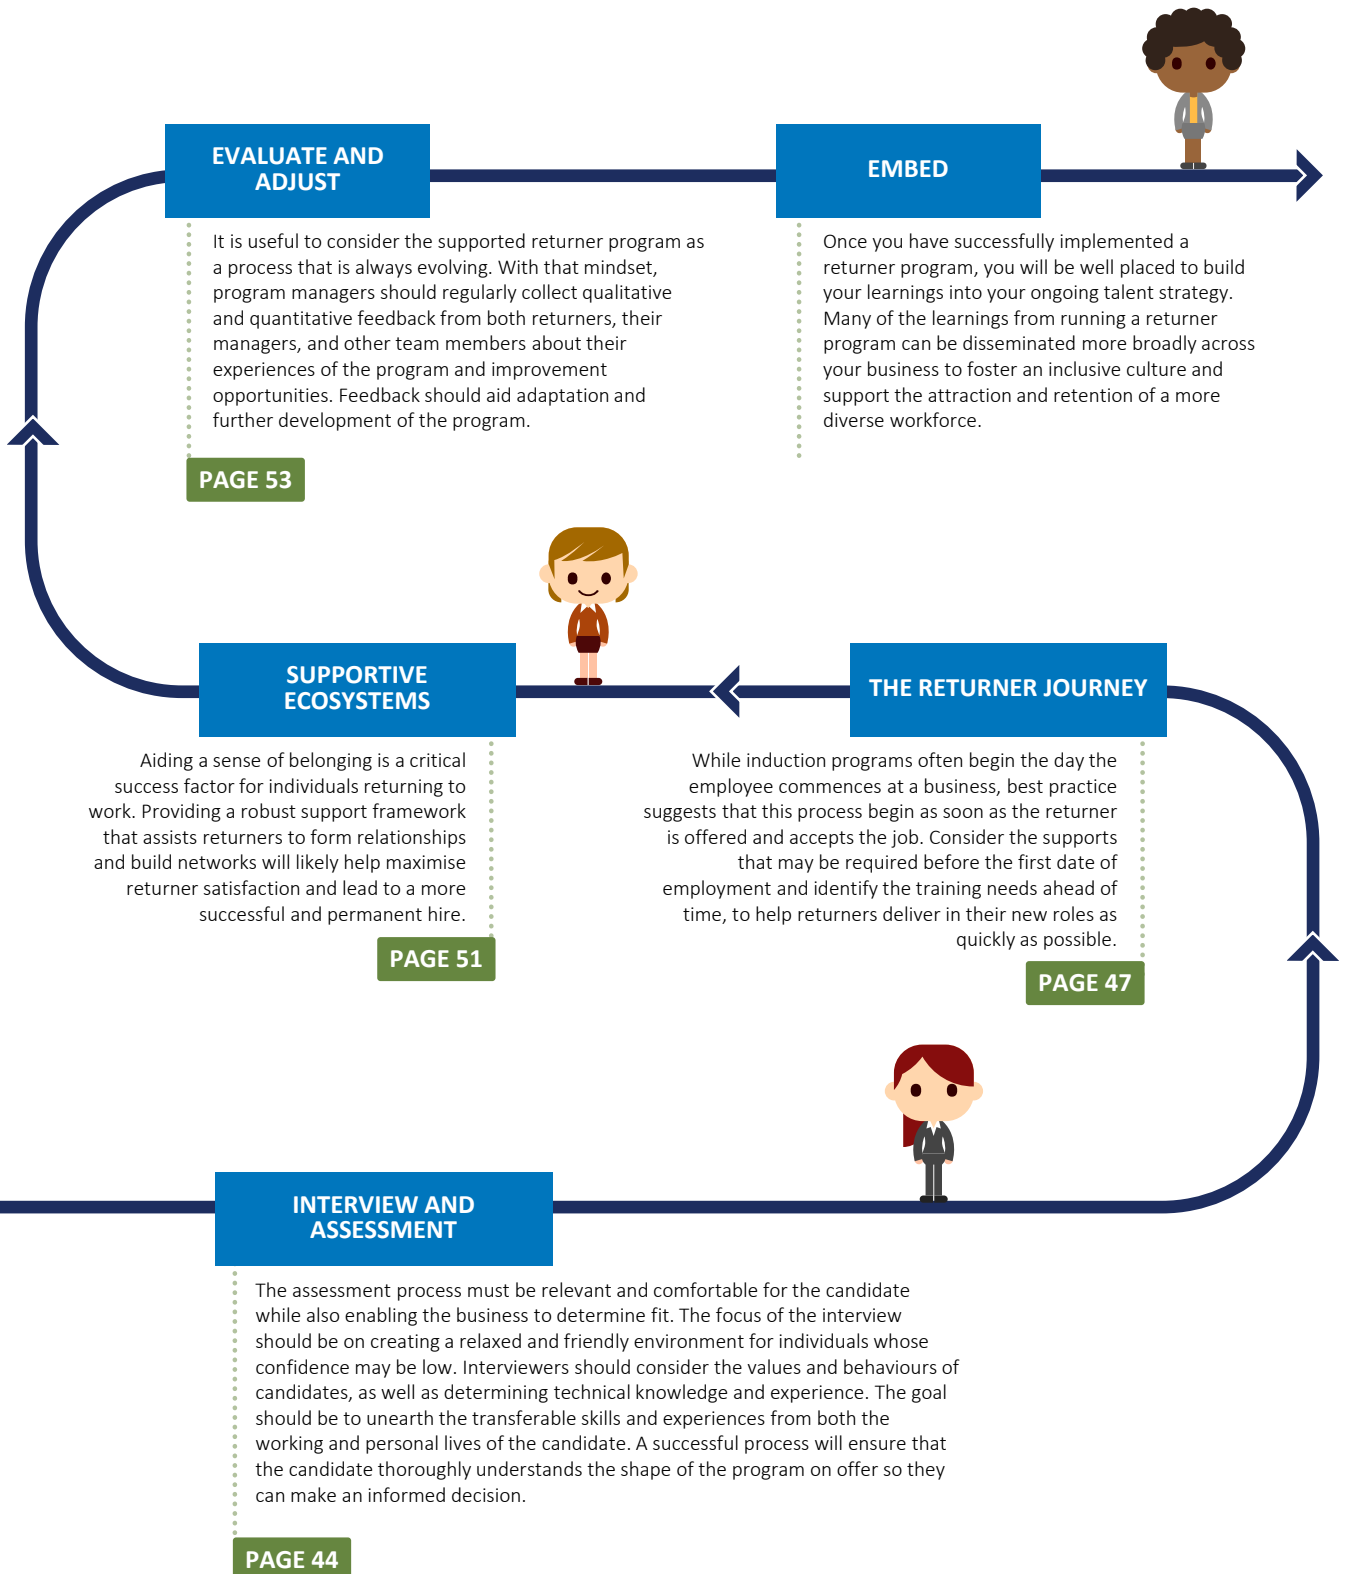 EVALUATE AND
ADJUST
It is useful to consider the supported returner program as
a process that is always evolving. With that mindset,
program managers should regularly collect qualitative
and quantitative feedback from both returners, their
managers, and other team members about their
experiences of the program and improvement
opportunities. Feedback should aid adaptation and
further development of the program.
PAGE 53
EMBED
Once you have successfully implemented a
returner program, you will be well placed to build
your learnings into your ongoing talent strategy.
Many of the learnings from running a returner
program can be disseminated more broadly across
your business to foster an inclusive culture and
support the attraction and retention of a more
diverse workforce.
SUPPORTIVE
ECOSYSTEMS
Aiding a sense of belonging is a critical
success factor for individuals returning to
work. Providing a robust support framework
that assists returners to form relationships
and build networks will likely help maximise
returner satisfaction and lead to a more
successful and permanent hire.
PAGE 51
THE RETURNER JOURNEY
While induction programs often begin the day the
employee commences at a business, best practice
suggests that this process begin as soon as the returner
is offered and accepts the job. Consider the supports
that may be required before the first date of
employment and identify the training needs ahead of
time, to help returners deliver in their new roles as
quickly as possible.
PAGE 47
INTERVIEW AND
ASSESSMENT
The assessment process must be relevant and comfortable for the candidate
while also enabling the business to determine fit. The focus of the interview
should be on creating a relaxed and friendly environment for individuals whose
confidence may be low. Interviewers should consider the values and behaviours of
candidates, as well as determining technical knowledge and experience. The goal
should be to unearth the transferable skills and experiences from both the
working and personal lives of the candidate. A successful process will ensure that
the candidate thoroughly understands the shape of the program on offer so they
can make an informed decision.
PAGE 44